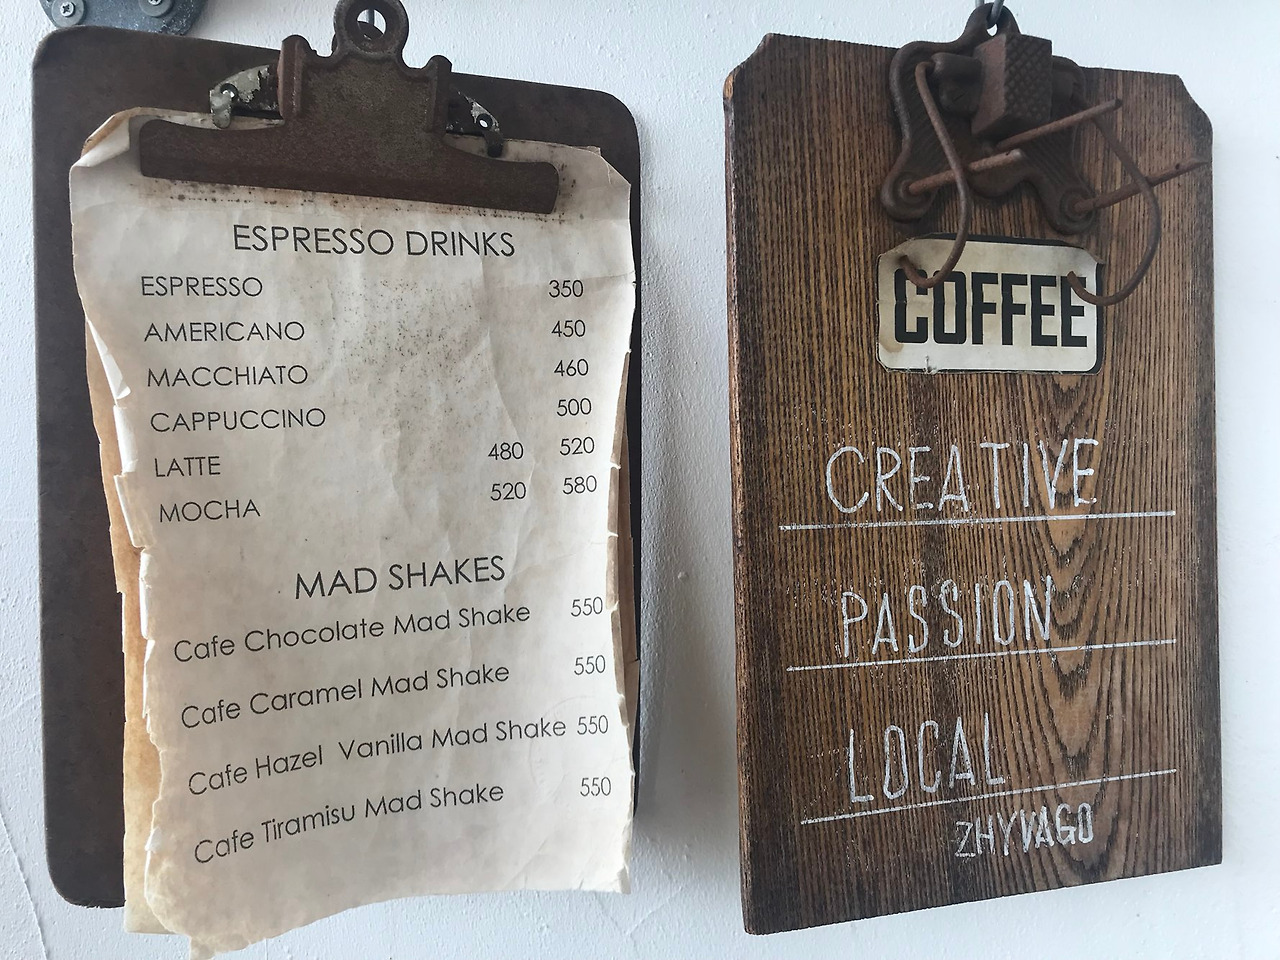 ESPRESSO DRINKS
ESPRESSO 350
AMERICANO 450
MACCHIATO 460
CAPPUCCINO 500
LATTE 480 520
MOCHA 520 580
MAD SHAKES
Cafe Chocolate Mad Shake 550
Cafe Caramel Mad Shake 550
Cafe Hazel Vanilla Mad Shake 550
Cafe Tiramisu Mad Shake 550
COFFEE
CREATIVE
PASSION
LOCAL
ZHYVAGO